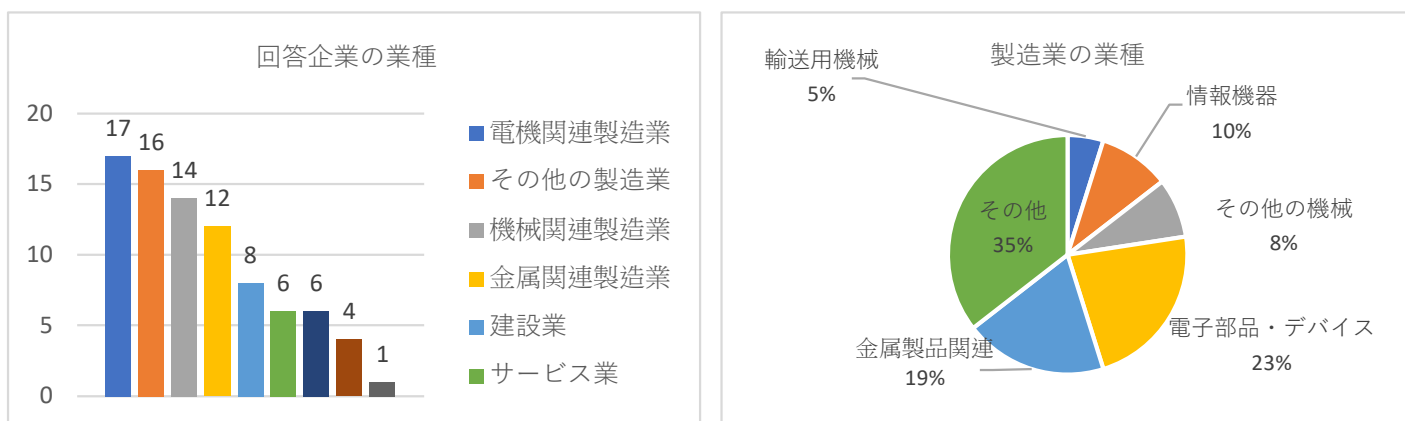 回答企業の業種
20
15
10
5
0
17
16
14
12
8
6
6
4
1
電機関連製造業
その他の製造業
機械関連製造業
金属関連製造業
建設業
サービス業
製造業の業種
輸送用機械
5%
情報機器
10%
その他の機械
8%
電子部品・デバイス
23%
金属製品関連
19%
その他
35%